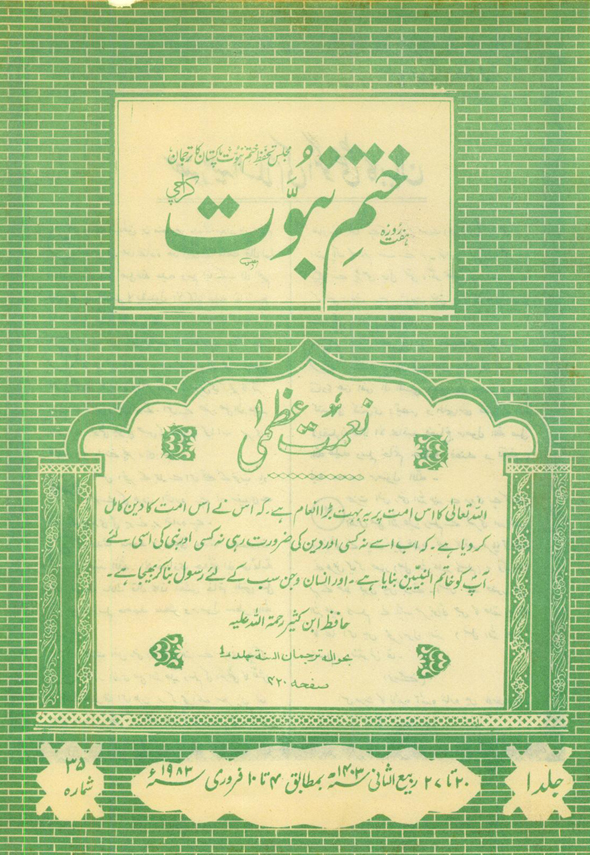 مجلس تحفظ ختم نبوت پاکستان کا ترجمان
ہفت روزہ
ختمِ نبوّت
کراچی
نعمت عظمیٰ
اللہ تعالیٰ کا اس امت پر یہ بہت بڑا انعام ہے ۔ کہ اس نے اس امت کا دین کامل
کر دیا ہے ۔ کہ اب اسے نہ کسی اور دین کی ضرورت رہی نہ کسی اور نبی کی اسی لئے
آپ کو خاتم النبیین بنایا ہے ۔ اور انسان و جن سب کے لئے رسول بنا کر بھیجا ہے ۔
حافظ ابن کثیر رحمۃ اللہ علیہ
بحوالہ ترجمان السنۃ جلد
صفحہ ۴۲۰
جلد ۱
۲۰ تا ۲۷ ربیع الثانی ۱۴۰۳ھ بمطابق ۴ تا ۱۰ فروری ۱۹۸۳ء
۳۵
شمارہ